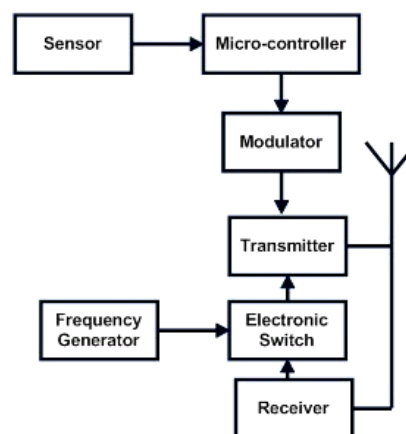 Sensor
Micro-controller
Modulator
Transmitter
Frequency
Generator
Electronic
Switch
Receiver